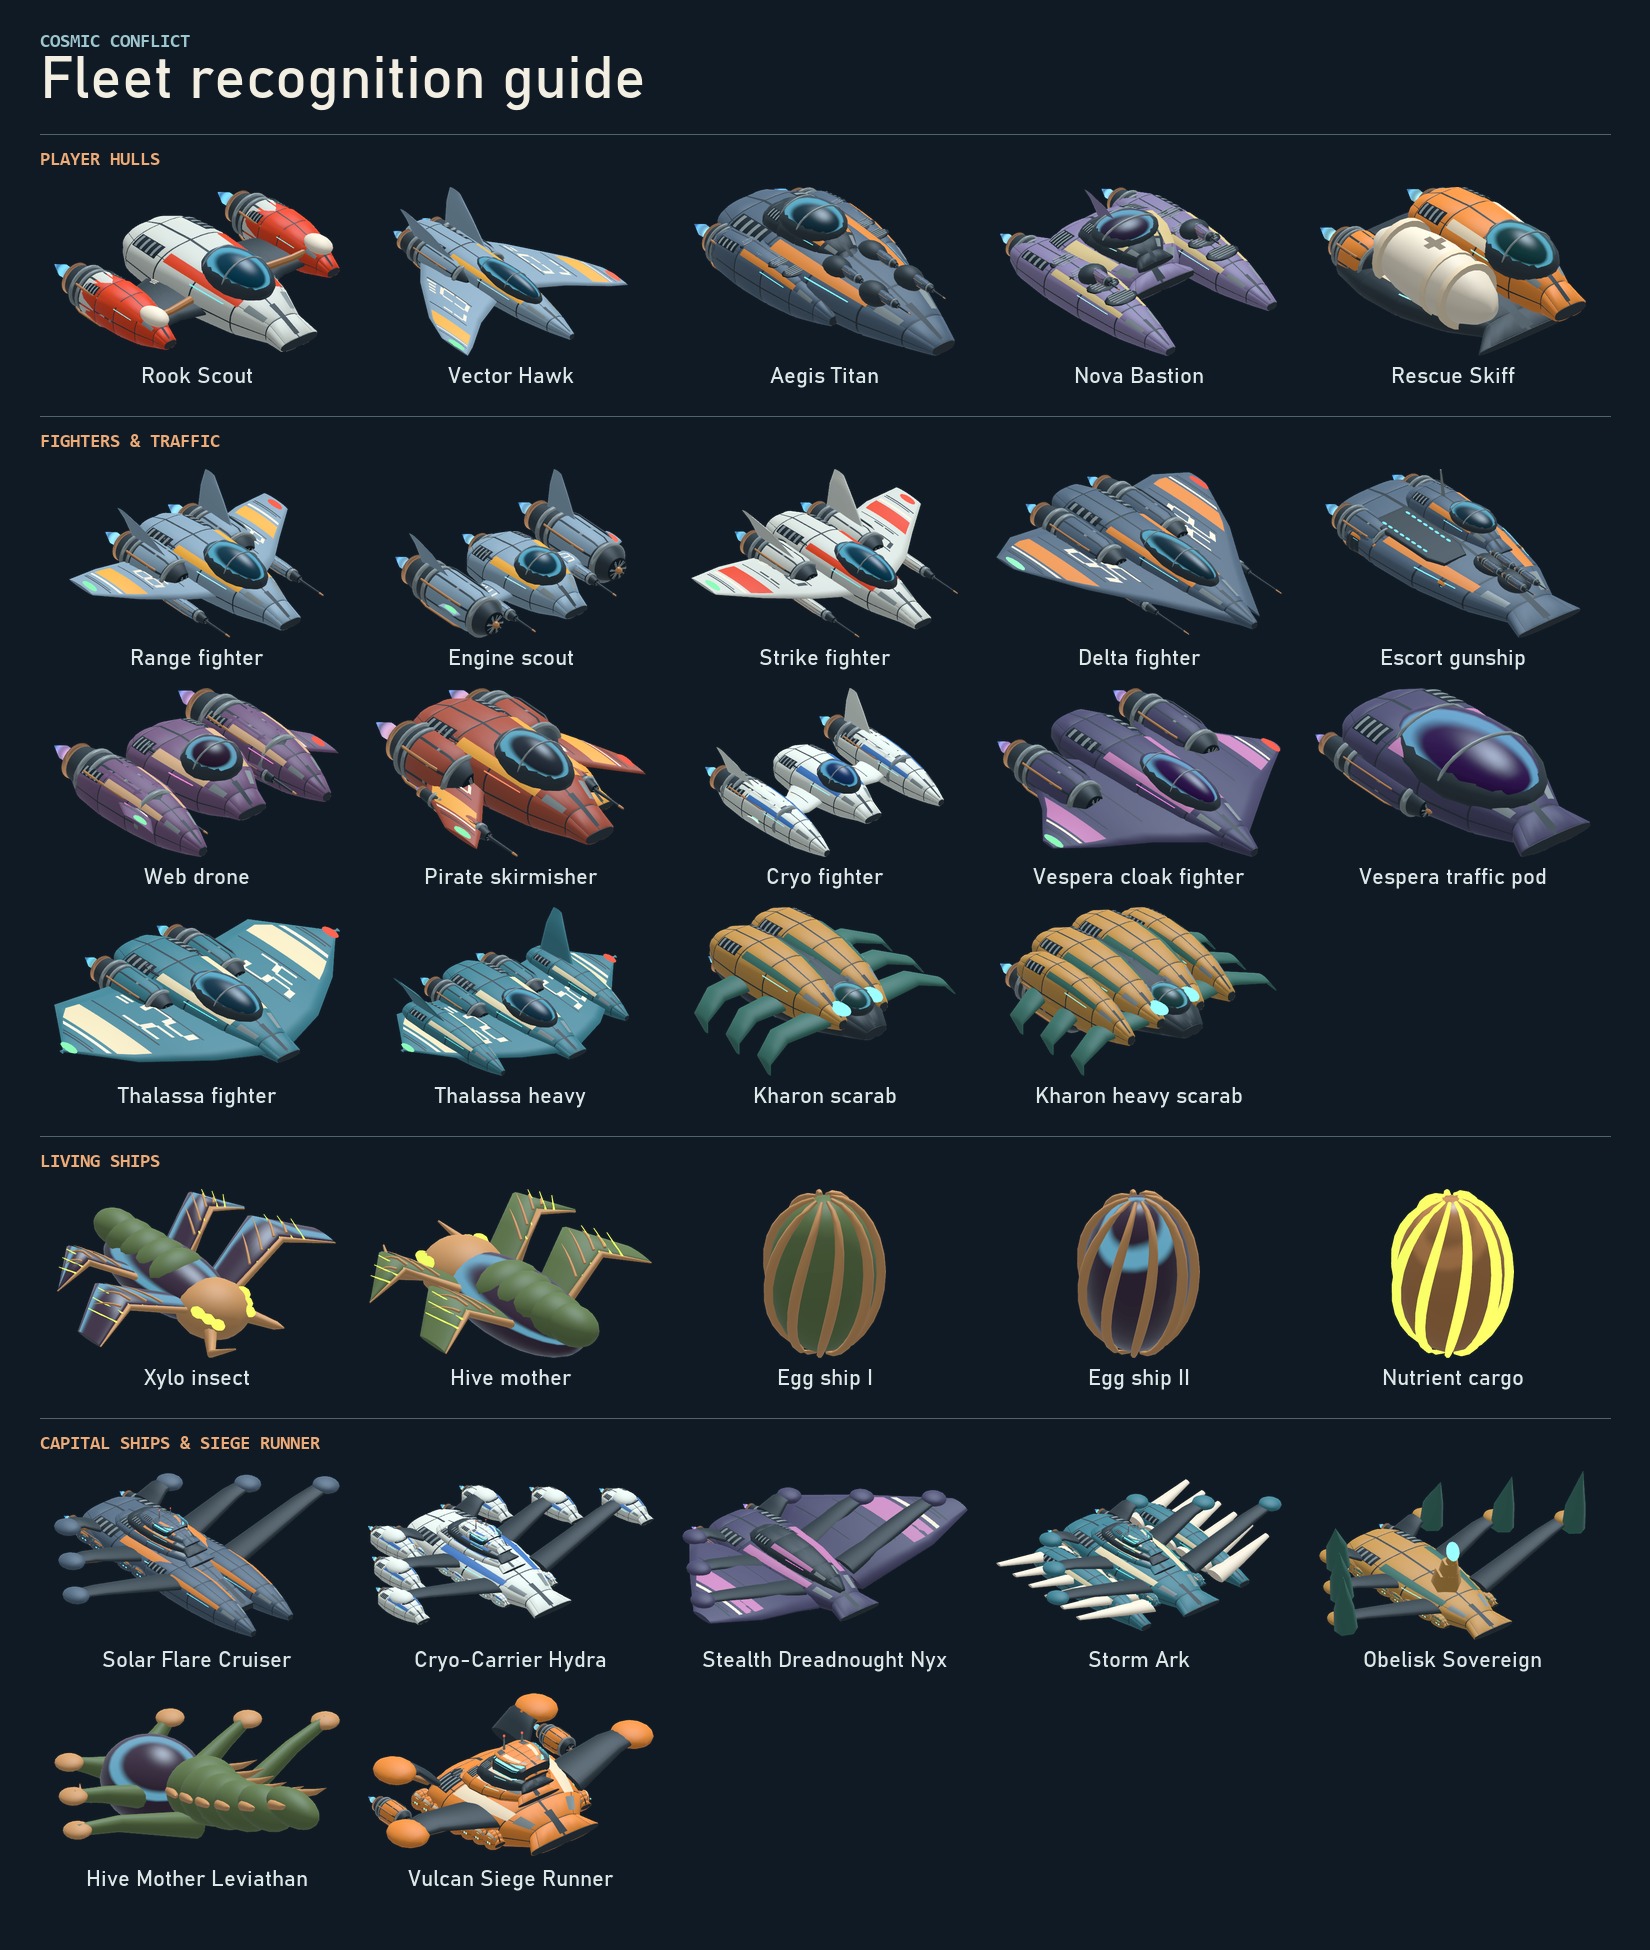 COSMIC CONFLICT
Fleet recognition guide
PLAYER HULLS
Rook Scout
Vector Hawk
Aegis Titan
Nova Bastion
Rescue Skiff
FIGHTERS & TRAFFIC
Range fighter
Engine scout
Strike fighter
Delta fighter
Escort gunship
Web drone
Pirate skirmisher
Cryo fighter
Vespera cloak fighter
Vespera traffic pod
Thalassa fighter
Thalassa heavy
Kharon scarab
Kharon heavy scarab
LIVING SHIPS
Xylo insect
Hive mother
Egg ship I
Egg ship II
Nutrient cargo
CAPITAL SHIPS & SIEGE RUNNER
Solar Flare Cruiser
Cryo-Carrier Hydra
Stealth Dreadnought Nyx
Storm Ark
Obelisk Sovereign
Hive Mother Leviathan
Vulcan Siege Runner